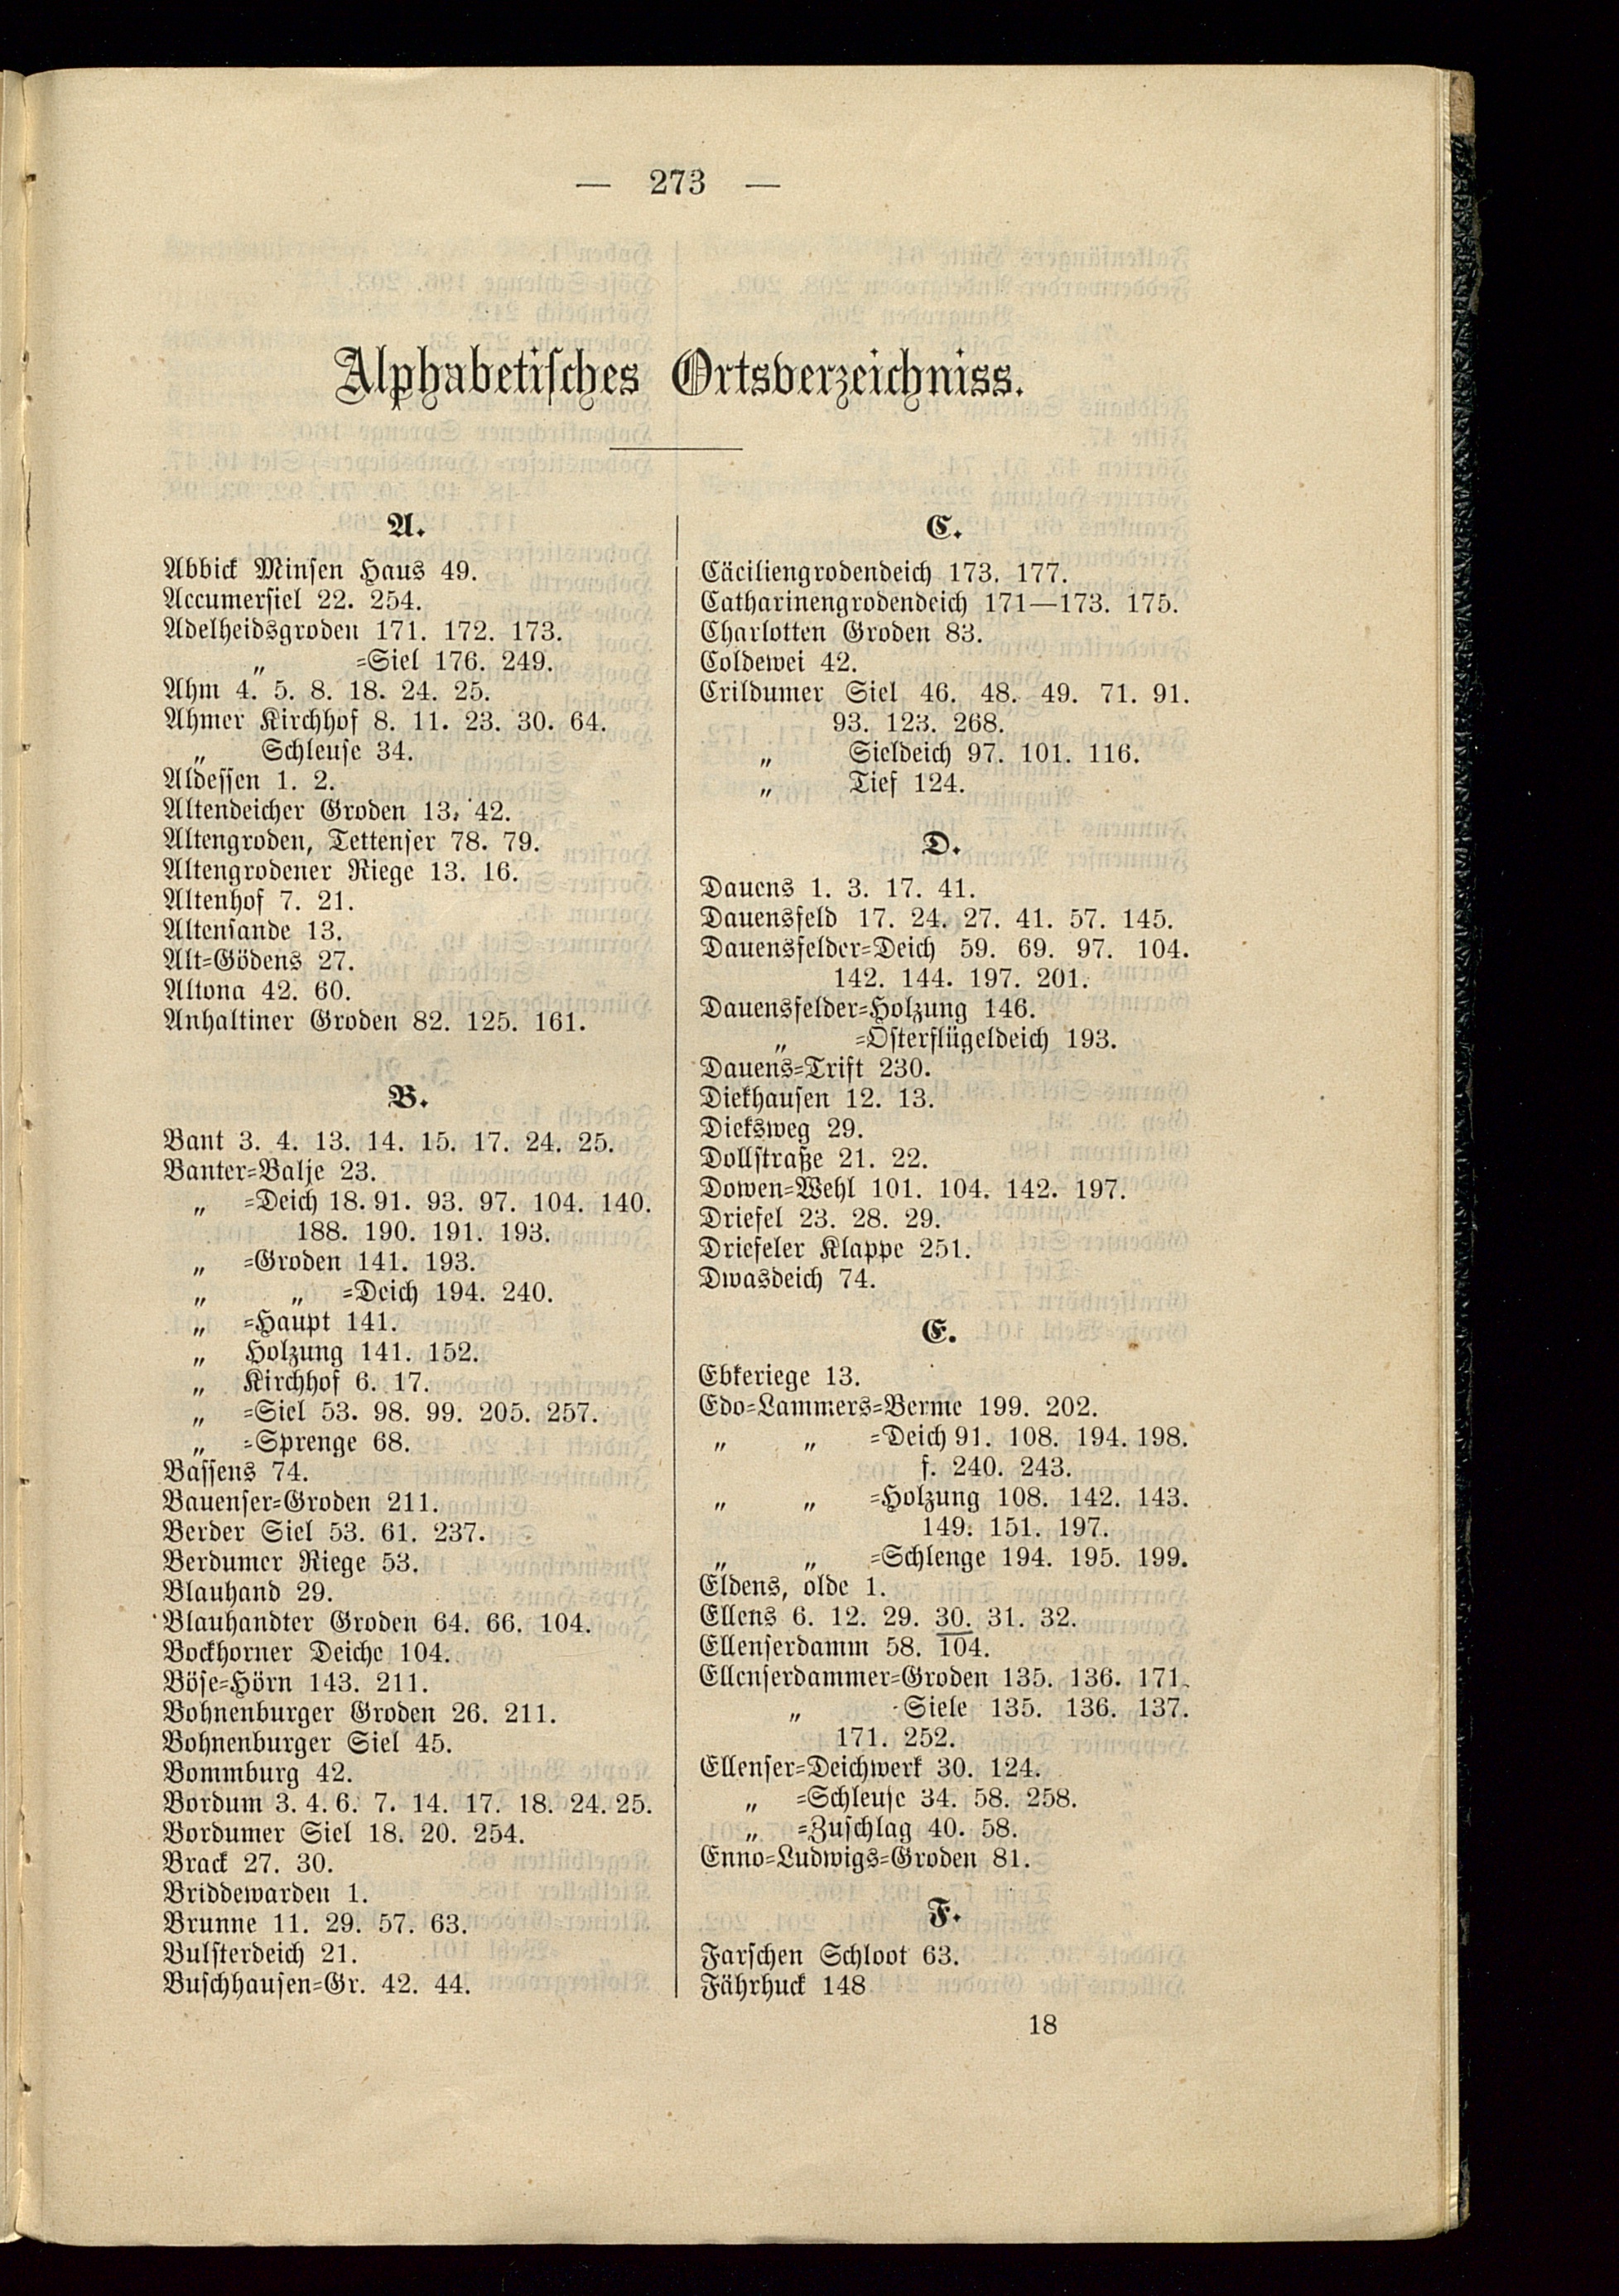 — 273 —
Alphabetisches Ortsverzeichniss.
A.
Abbick Minsen Haus 49.
Accumersiel 22. 254.
Adelheidsgroden 171. 172. 173.
„ =Siel 176. 249.
Ahm 4. 5. 8. 18. 24. 25.
Ahmer Kirchhof 8. 11. 23. 30. 64.
„ Schleuse 34.
Aldessen 1. 2.
Altendeicher Groden 13. 42.
Altengroden, Tettenser 78. 79.
Altengrodener Riege 13. 16.
Altenhof 7. 21.
Altensande 13.
Alt=Gödens 27.
Altona 42. 60.
Anhaltiner Groden 82. 125. 161.
B.
Bant 3. 4. 13. 14. 15. 17. 24. 25.
Banter=Balje 23.
„ =Deich 18. 91. 93. 97. 104. 140.
188. 190. 191. 193.
„ =Groden 141. 193.
„ „ =Deich 194. 240.
„ =Haupt 141.
„ Holzung 141. 152.
„ Kirchhof 6. 17.
„ =Siel 53. 98. 99. 205. 257.
„ =Sprenge 68.
Bassens 74.
Bauenser=Groden 211.
Berder Siel 53. 61. 237.
Berdumer Riege 53.
Blauhand 29.
Blauhandter Groden 64. 66. 104.
Bockhorner Deiche 104.
Böse=Hörn 143. 211.
Bohnenburger Groden 26. 211.
Bohnenburger Siel 45.
Bommburg 42.
Bordum 3. 4. 6. 7. 14. 17. 18. 24. 25.
Bordumer Siel 18. 20. 254.
Brack 27. 30.
Briddewarden 1.
Brunne 11. 29. 57. 63.
Bulsterdeich 21.
Buschhausen=Gr. 42. 44.
C.
Cäciliengrodendeich 173. 177.
Catharinengrodendeich 171—173. 175.
Charlotten Groden 83.
Coldewei 42.
Crildumer Siel 46. 48. 49. 71. 91.
93. 123. 268.
„ Sieldeich 97. 101. 116.
„ Tief 124.
D.
Dauens 1. 3. 17. 41.
Dauensfeld 17. 24. 27. 41. 57. 145.
Dauensfelder=Deich 59. 69. 97. 104.
142. 144. 197. 201.
Dauensfelder=Holzung 146.
„ =Osterflügeldeich 193.
Dauens=Trift 230.
Diekhausen 12. 13.
Dieksweg 29.
Dollstraße 21. 22.
Dowen=Wehl 101. 104. 142. 197.
Driefel 23. 28. 29.
Driefeler Klappe 251.
Dwasdeich 74.
E.
Ebkeriege 13.
Edo=Lammers=Berme 199. 202.
„ „ =Deich 91. 108. 194. 198.
f. 240. 243.
„ „ =Holzung 108. 142. 143.
149. 151. 197.
„ „ =Schlenge 194. 195. 199.
Eldens, olde 1.
Ellens 6. 12. 29. 30. 31. 32.
Ellenserdamm 58. 104.
Ellenserdammer=Groden 135. 136. 171.
„ =Siele 135. 136. 137.
171. 252.
Ellenser=Deichwerk 30. 124.
„ =Schleuse 34. 58. 258.
„ =Zuschlag 40. 58.
Enno=Ludwigs=Groden 81.
F.
Farschen Schloot 63.
Fährhuck 148
18